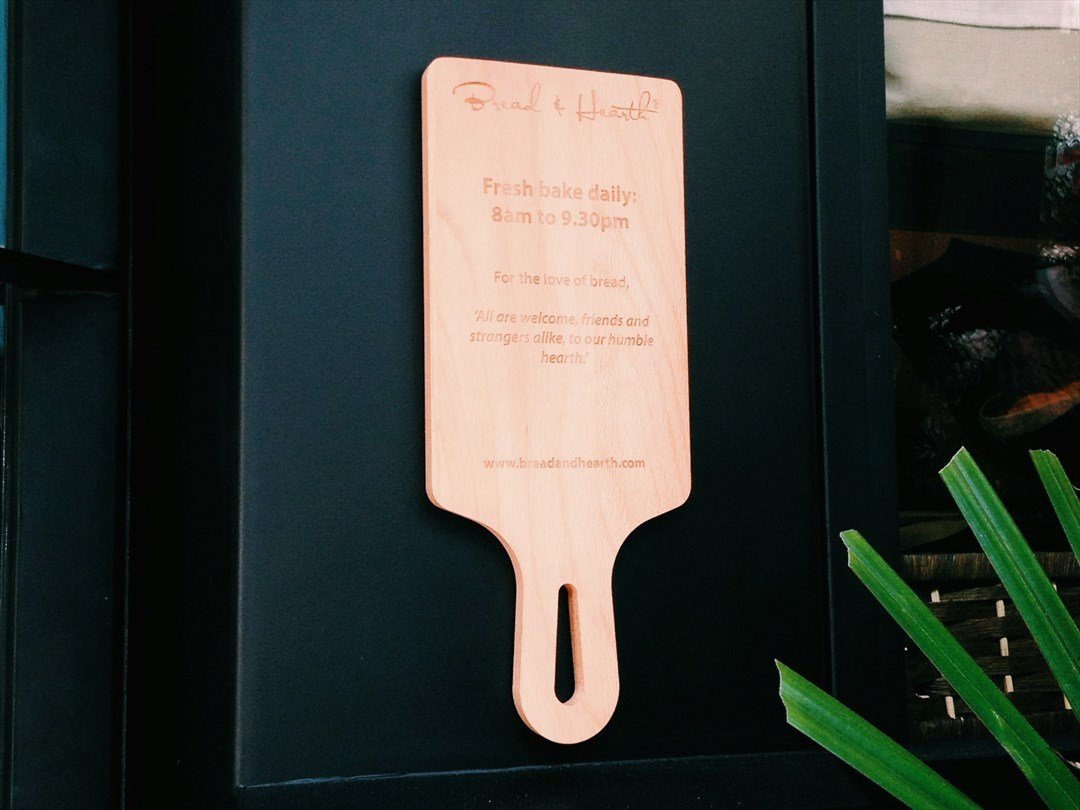 Bread & Hearth®
Fresh bake daily:
8am to 9.30pm
For the love of bread,
'All are welcome, friends and
strangers alike, to our humble
hearth.'
www.breadandhearth.com